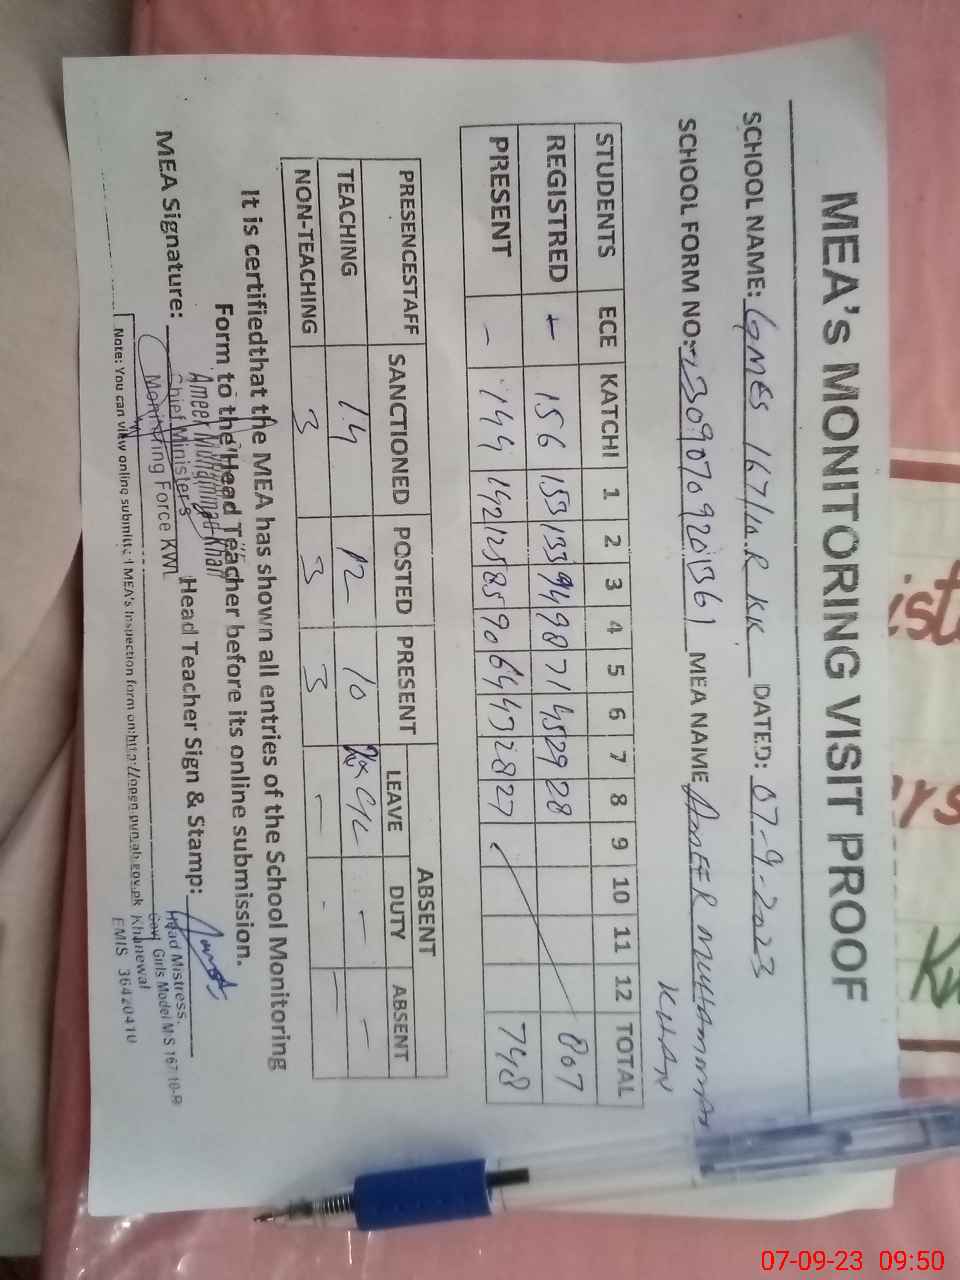 MEA's MONITORING VISIT PROOF
SCHOOL NAME: GMES 167/10.R KK DATED: 07-9-2023
SCHOOL FORM NO: MEA NAME AMEER MUHAMMAD
KHAN
STUDENTS ECE KATCHI 1 2 3 4 5 6 7 8 9 10 11 12 TOTAL
REGISTRED - 156 155 133 94 98 71 45 29 28 807
PRESENT - 144 142 125 85 90 64 43 28 27 748
PRESENCESTAFF SANCTIONED POSTED PRESENT ABSENT
LEAVE DUTY ABSENT
TEACHING 14 12 10 - -
NON-TEACHING 3 3 3 - - -
It is certifiedthat the MEA has shown all entries of the School Monitoring
Form to the Head Teacher before its online submission.
MEA Signature: Head Teacher Sign & Stamp:
Ameer Muhammad Khan
Chief Minister's
Monitoring Force KWL
Head Mistress.
Govt Girls Model M/S 167/10-R
Khanewal
EMIS 36420410
Note: You can view online submitted MEA's Inspection form on:http://open.punjab.gov.pk
07-09-23 09:50